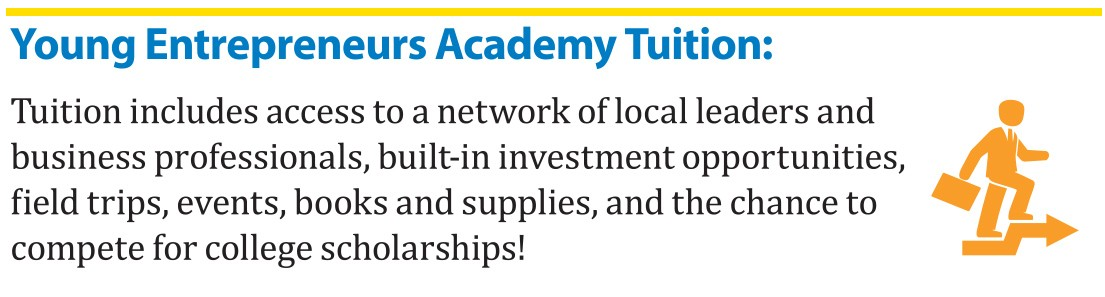 Young Entrepreneurs Academy Tuition:
Tuition includes access to a network of local leaders and
business professionals, built-in investment opportunities,
field trips, events, books and supplies, and the chance to
compete for college scholarships!